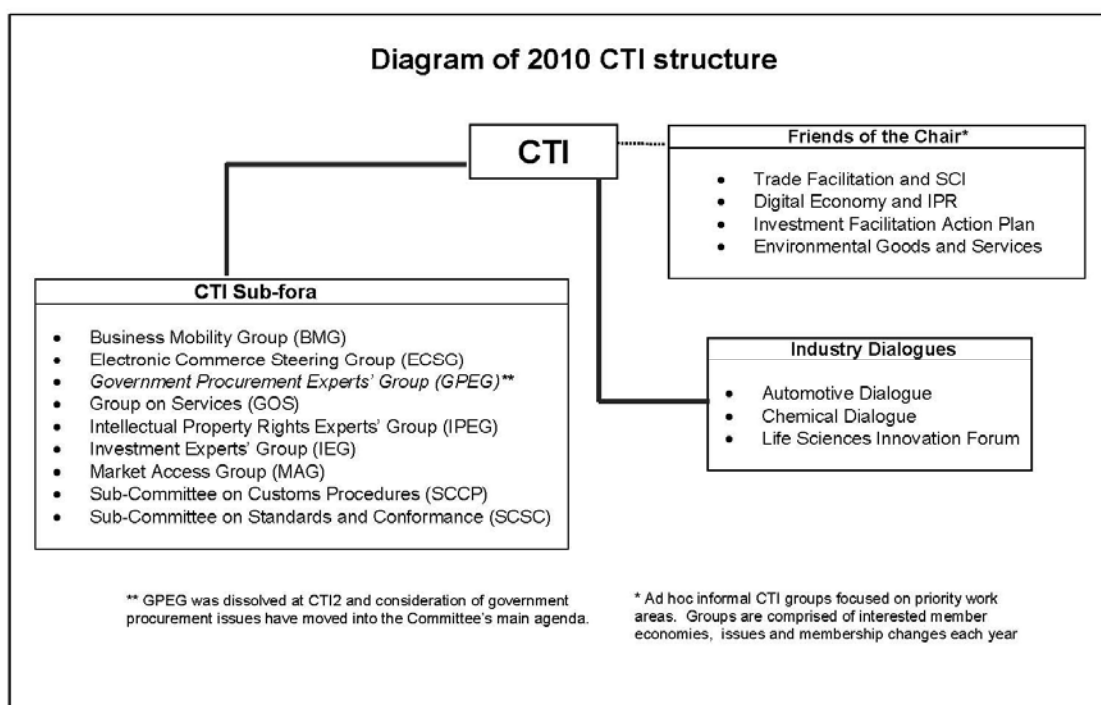 Diagram of 2010 CTI structure
CTI
Friends of the Chair*
• Trade Facilitation and SCI
• Digital Economy and IPR
• Investment Facilitation Action Plan
• Environmental Goods and Services
CTI Sub-fora
• Business Mobility Group (BMG)
• Electronic Commerce Steering Group (ECSG)
• Government Procurement Experts' Group (GPEG)**
• Group on Services (GOS)
• Intellectual Property Rights Experts' Group (IPEG)
• Investment Experts' Group (IEG)
• Market Access Group (MAG)
• Sub-Committee on Customs Procedures (SCCP)
• Sub-Committee on Standards and Conformance (SCSC)
Industry Dialogues
• Automotive Dialogue
• Chemical Dialogue
• Life Sciences Innovation Forum
** GPEG was dissolved at CTI2 and consideration of government
procurement issues have moved into the Committee's main agenda.
* Ad hoc informal CTI groups focused on priority work
areas. Groups are comprised of interested member
economies, issues and membership changes each year